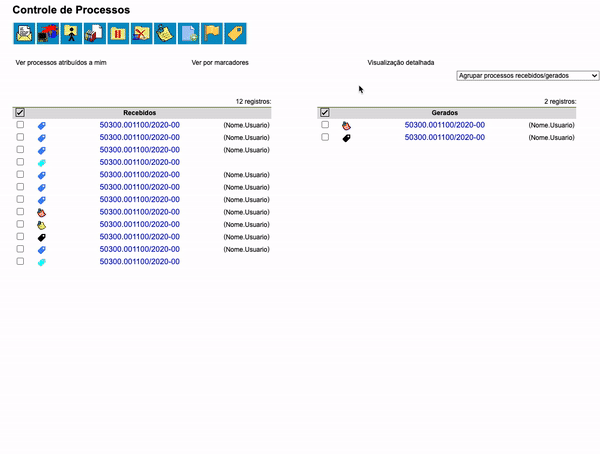 Controle de Processos
Ver processos atribuídos a mim
Ver por marcadores
Visualização detalhada
Agrupar processos recebidos/gerados
12 registros:
Recebidos
50300.001100/2020-00 (Nome.Usuario)
50300.001100/2020-00 (Nome.Usuario)
50300.001100/2020-00 (Nome.Usuario)
50300.001100/2020-00
50300.001100/2020-00 (Nome.Usuario)
50300.001100/2020-00 (Nome.Usuario)
50300.001100/2020-00 (Nome.Usuario)
50300.001100/2020-00 (Nome.Usuario)
50300.001100/2020-00 (Nome.Usuario)
50300.001100/2020-00 (Nome.Usuario)
50300.001100/2020-00 (Nome.Usuario)
50300.001100/2020-00
2 registros:
Gerados
50300.001100/2020-00 (Nome.Usuario)
50300.001100/2020-00 (Nome.Usuario)